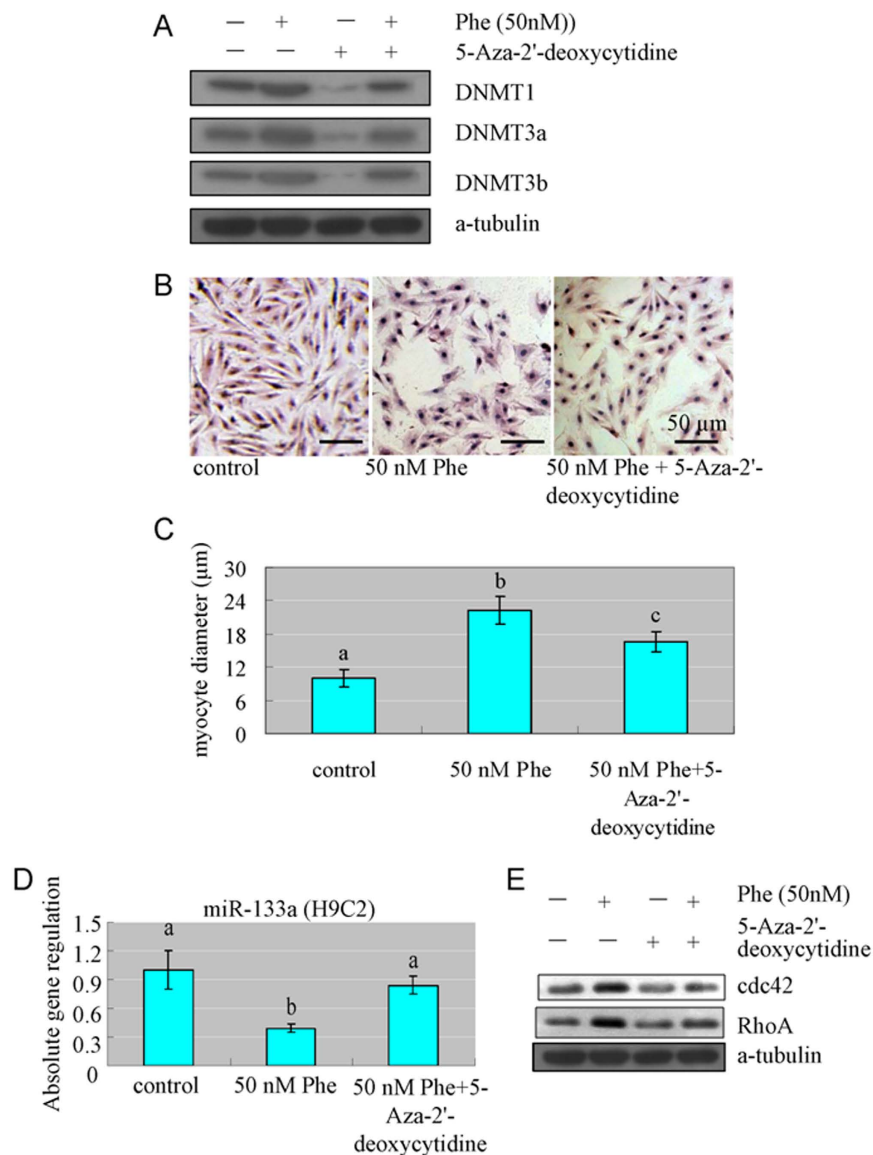 A
— + — + Phe (50nM))
— — + + 5-Aza-2'-deoxycytidine
DNMT1
DNMT3a
DNMT3b
a-tubulin
B
50 µm
control
50 nM Phe
50 nM Phe + 5-Aza-2'-
deoxycytidine
C
myocyte diameter (µm)
30
24
18
12
6
0
a
b
c
control
50 nM Phe
50 nM Phe+5-
Aza-2'-
deoxycytidine
D
miR-133a (H9C2)
Absolute gene regulation
1.5
1.2
0.9
0.6
0.3
0
a
b
a
control
50 nM Phe
50 nM Phe+5-
Aza-2'-
deoxycytidine
E
— + — + Phe (50nM)
— — + + 5-Aza-2'-
deoxycytidine
cdc42
RhoA
a-tubulin